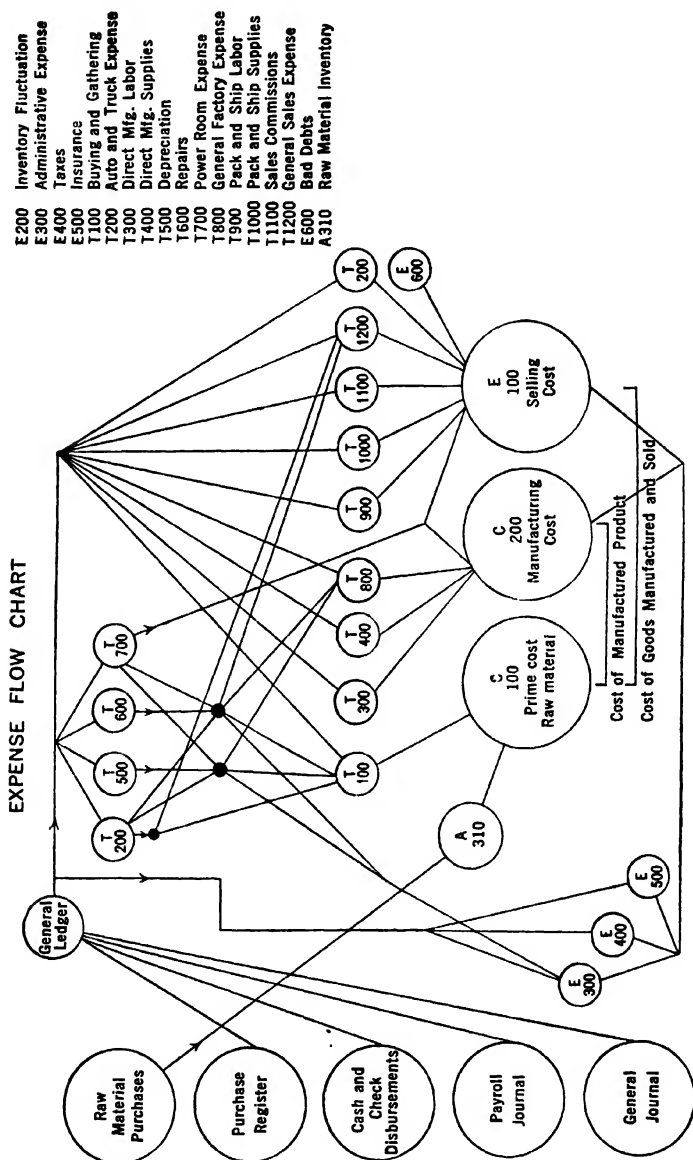 EXPENSE FLOW CHART
E200 Inventory Fluctuation
E300 Administrative Expense
E400 Taxes
E500 Insurance
T100 Buying and Gathering
T200 Auto and Truck Expense
T300 Direct Mfg. Labor
T400 Direct Mfg. Supplies
T500 Depreciation
T600 Repairs
T700 Power Room Expense
T800 General Factory Expense
T900 Pack and Ship Labor
T1000 Pack and Ship Supplies
T1100 Sales Commissions
T1200 General Sales Expense
E600 Bad Debts
A310 Raw Material Inventory
General
Ledger
T
200
T
500
T
600
T
700
Raw
Material
Purchases
Purchase
Register
Cash and
Check
Disbursements
Payroll
Journal
General
Journal
T
100
T
300
T
400
T
800
T
900
T
1000
T
1100
T
1200
T
200
E
600
A
310
C
100
Prime cost
Raw material
C
200
Manufacturing
Cost
E
100
Selling
Cost
E
300
E
400
E
500
Cost of Manufactured Product
Cost of Goods Manufactured and Sold